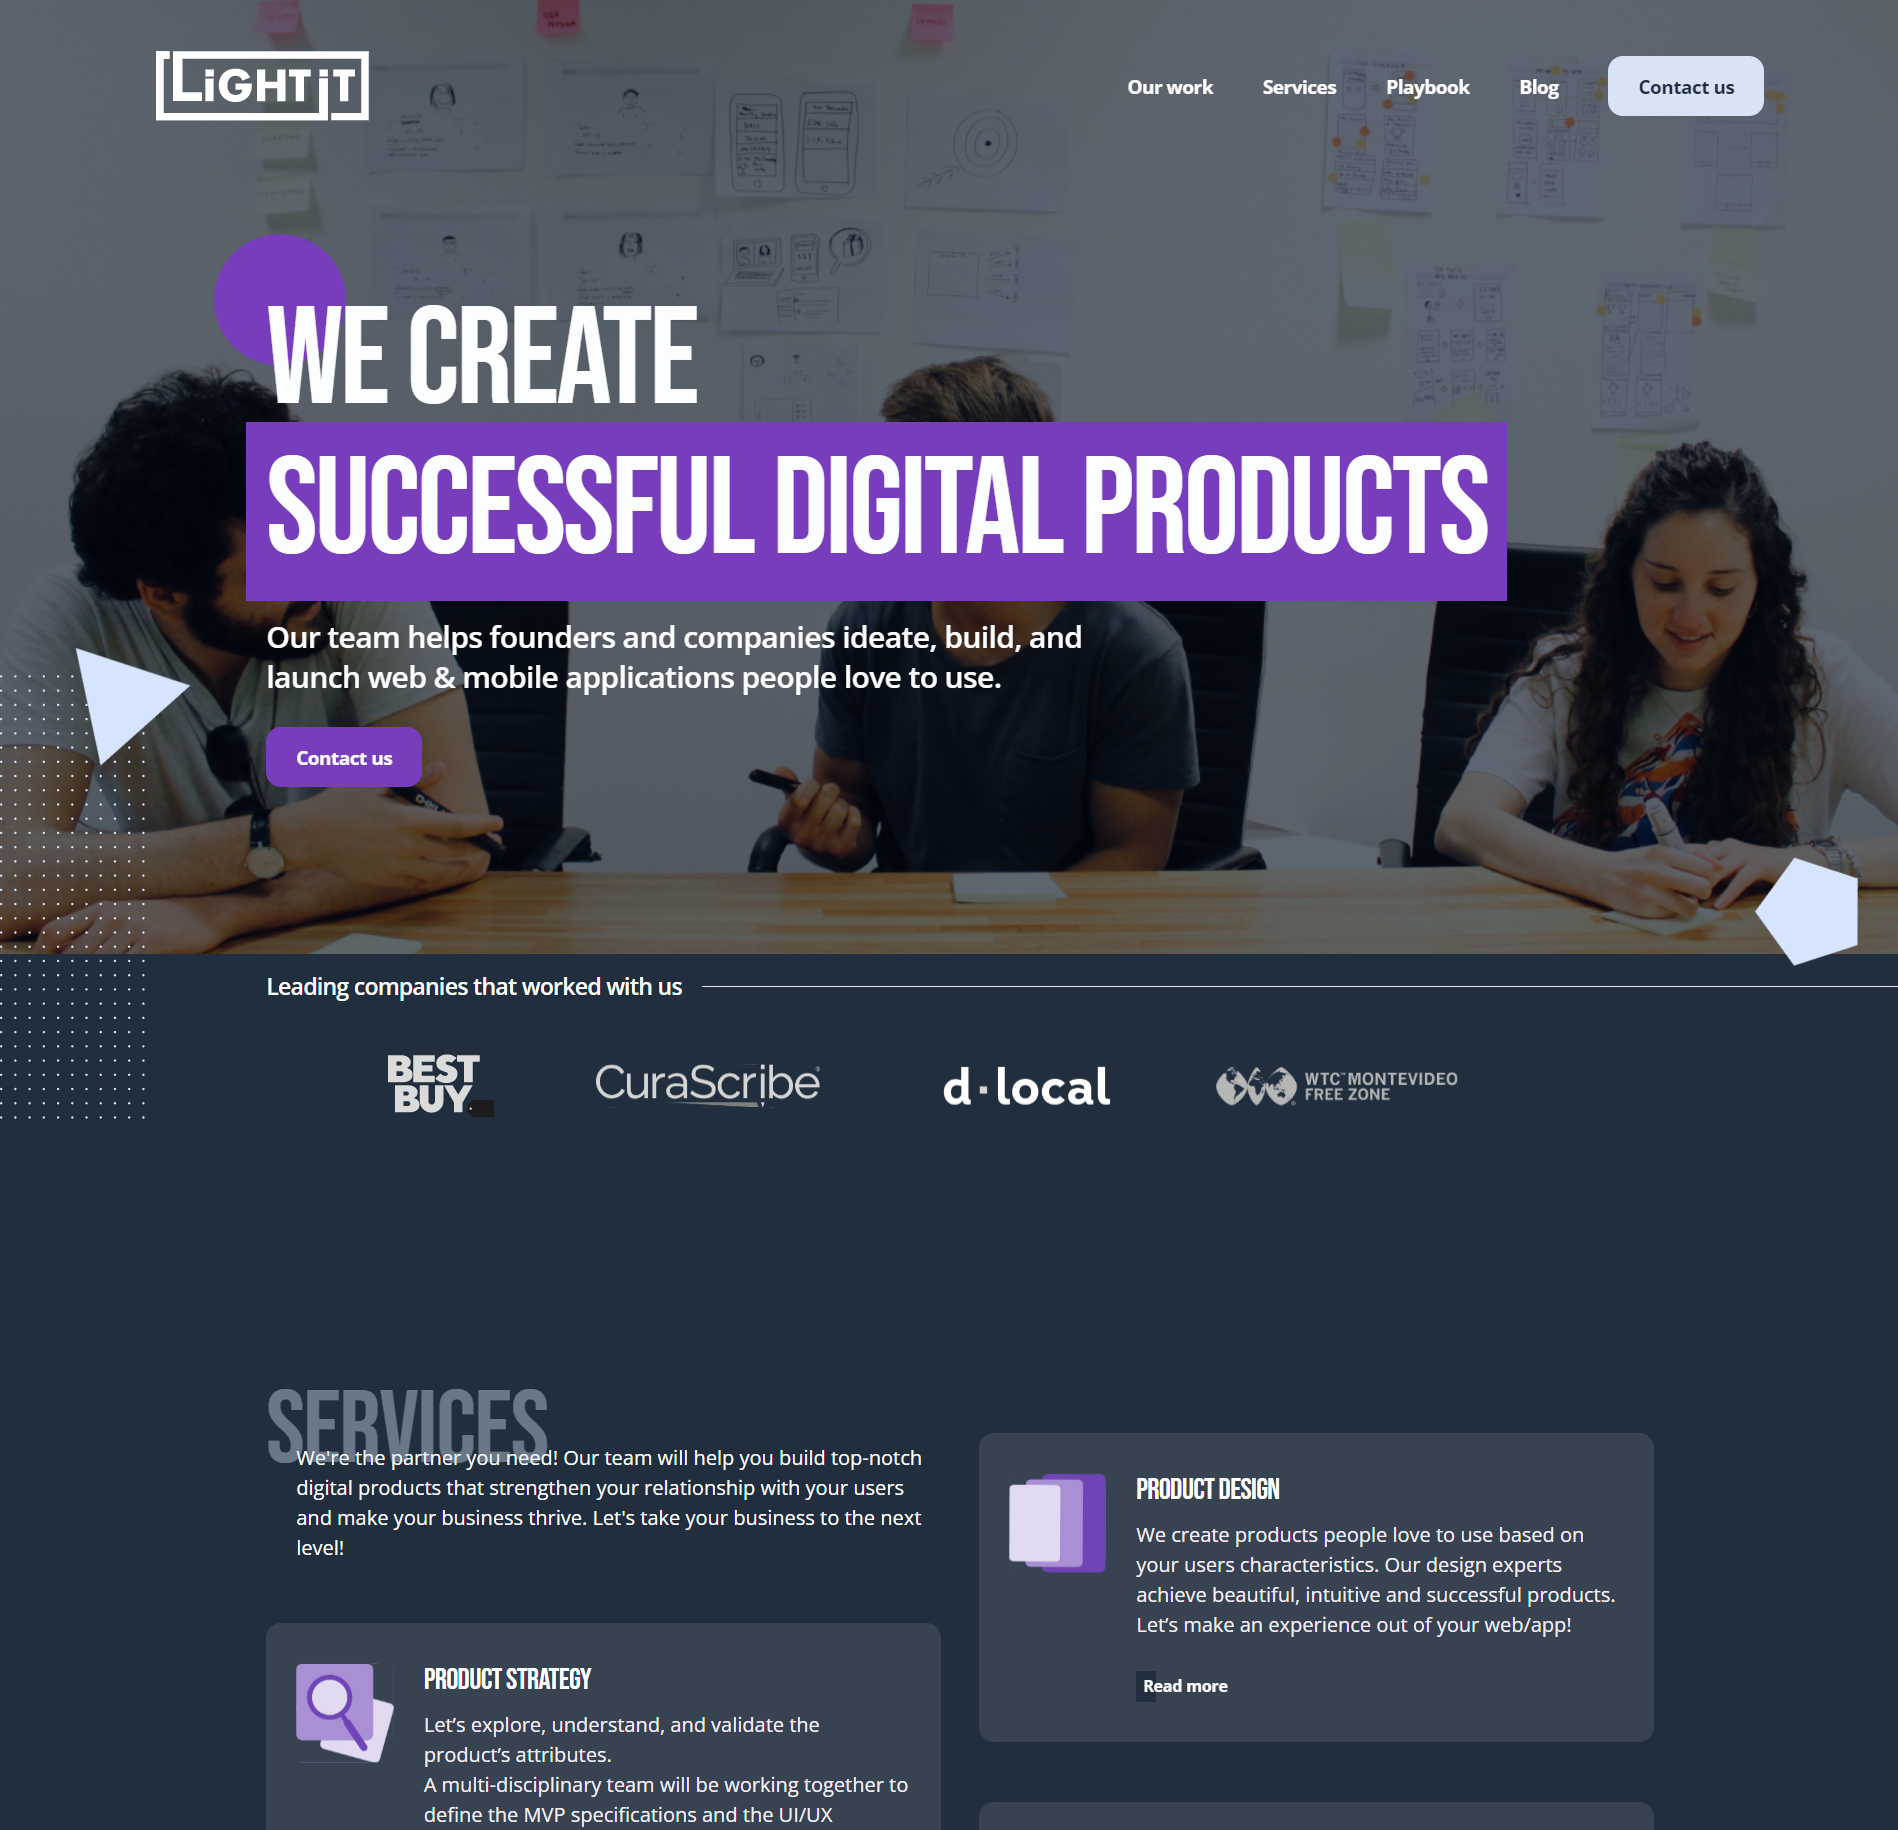 LiGHTiT
Our work
Services
Playbook
Blog
Contact us
WE CREATE
SUCCESSFUL DIGITAL PRODUCTS
Our team helps founders and companies ideate, build, and
launch web & mobile applications people love to use.
Contact us
Leading companies that worked with us
BEST
BUY
CuraScribe
d·local
WTC™ MONTEVIDEO
FREE ZONE
SERVICES
We're the partner you need! Our team will help you build top-notch
digital products that strengthen your relationship with your users
and make your business thrive. Let's take your business to the next
level!
PRODUCT STRATEGY
Let’s explore, understand, and validate the
product’s attributes.
A multi-disciplinary team will be working together to
define the MVP specifications and the UI/UX
PRODUCT DESIGN
We create products people love to use based on
your users characteristics. Our design experts
achieve beautiful, intuitive and successful products.
Let’s make an experience out of your web/app!
Read more